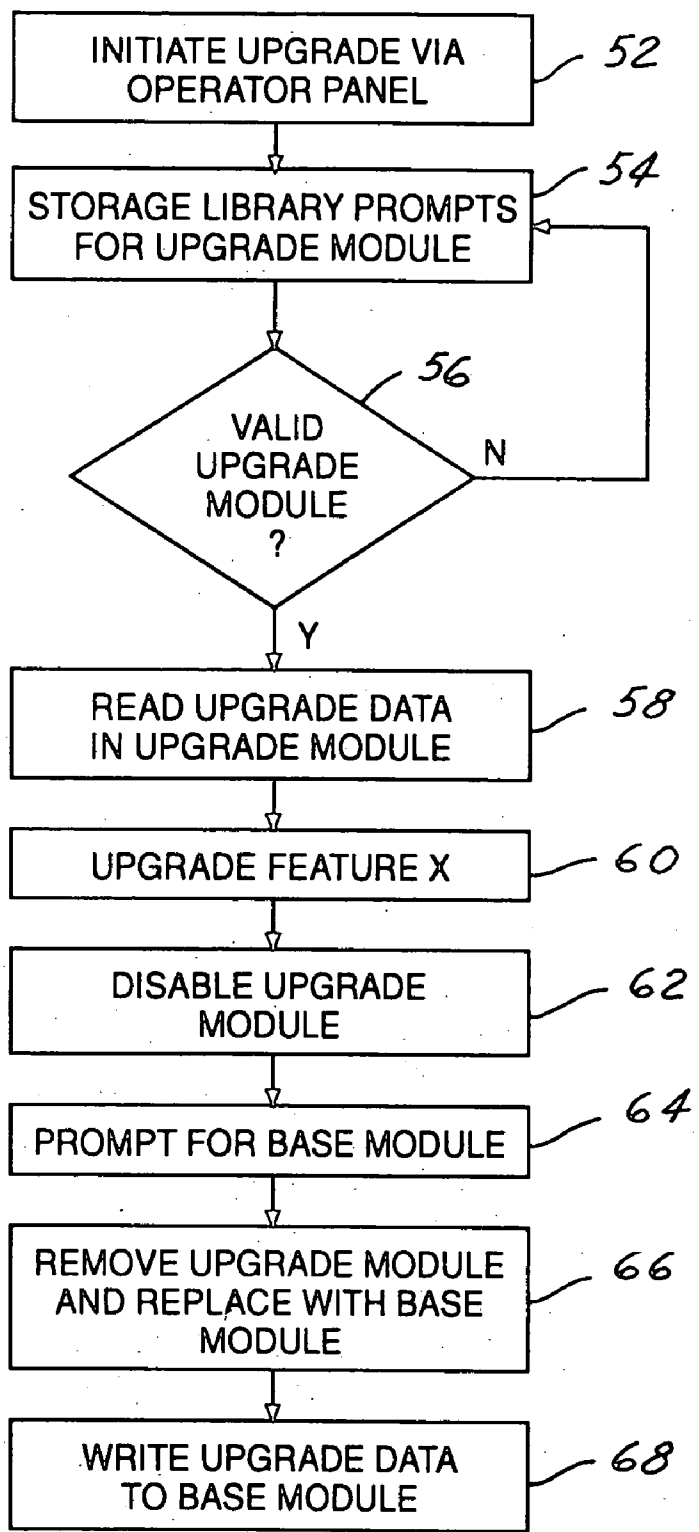 INITIATE UPGRADE VIA
OPERATOR PANEL
52
STORAGE LIBRARY PROMPTS
FOR UPGRADE MODULE
54
VALID
UPGRADE
MODULE
?
56
N
Y
READ UPGRADE DATA
IN UPGRADE MODULE
58
UPGRADE FEATURE X
60
DISABLE UPGRADE
MODULE
62
PROMPT FOR BASE MODULE
64
REMOVE UPGRADE MODULE
AND REPLACE WITH BASE
MODULE
66
WRITE UPGRADE DATA
TO BASE MODULE
68